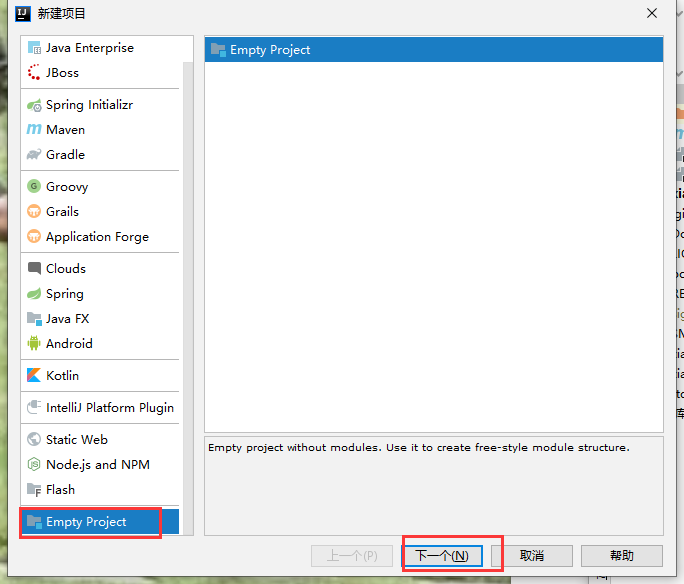 新建项目
Java Enterprise
JBoss
Spring Initializr
Maven
Gradle
Groovy
Grails
Application Forge
Clouds
Spring
Java FX
Android
Kotlin
IntelliJ Platform Plugin
Static Web
Node.js and NPM
Flash
Empty Project
Empty Project
Empty project without modules. Use it to create free-style module structure.
上一个(P)
下一个(N)
取消
帮助